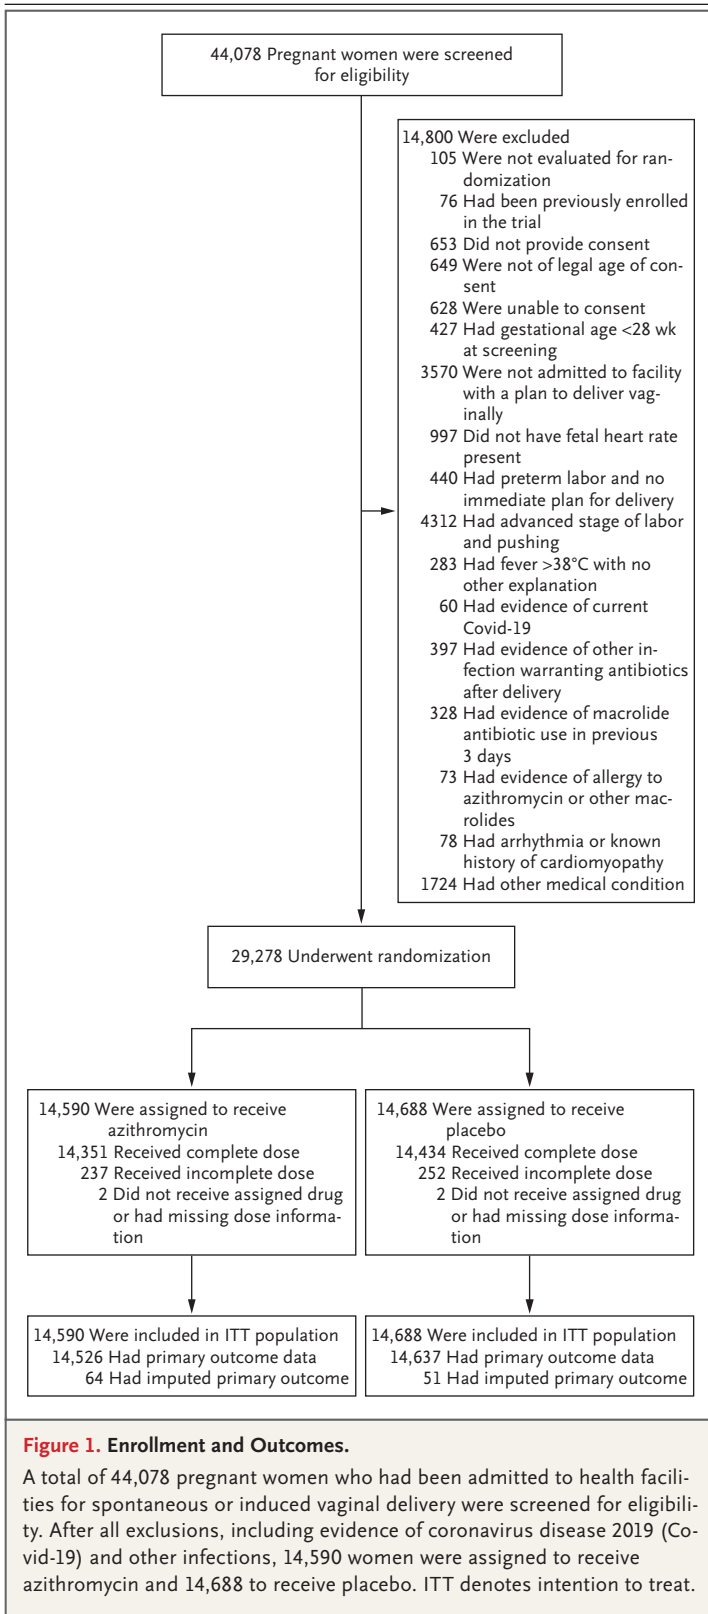 44,078 Pregnant women were screened
for eligibility
14,800 Were excluded
105 Were not evaluated for ran-
domization
76 Had been previously enrolled
in the trial
653 Did not provide consent
649 Were not of legal age of con-
sent
628 Were unable to consent
427 Had gestational age <28 wk
at screening
3570 Were not admitted to facility
with a plan to deliver vag-
inally
997 Did not have fetal heart rate
present
440 Had preterm labor and no
immediate plan for delivery
4312 Had advanced stage of labor
and pushing
283 Had fever >38°C with no
other explanation
60 Had evidence of current
Covid-19
397 Had evidence of other in-
fection warranting antibiotics
after delivery
328 Had evidence of macrolide
antibiotic use in previous
3 days
73 Had evidence of allergy to
azithromycin or other mac-
rolides
78 Had arrhythmia or known
history of cardiomyopathy
1724 Had other medical condition
29,278 Underwent randomization
14,590 Were assigned to receive
azithromycin
14,351 Received complete dose
237 Received incomplete dose
2 Did not receive assigned drug
or had missing dose informa-
tion
14,688 Were assigned to receive
placebo
14,434 Received complete dose
252 Received incomplete dose
2 Did not receive assigned drug
or had missing dose informa-
tion
14,590 Were included in ITT population
14,526 Had primary outcome data
64 Had imputed primary outcome
14,688 Were included in ITT population
14,637 Had primary outcome data
51 Had imputed primary outcome
Figure 1. Enrollment and Outcomes.
A total of 44,078 pregnant women who had been admitted to health facili-
ties for spontaneous or induced vaginal delivery were screened for eligibili-
ty. After all exclusions, including evidence of coronavirus disease 2019 (Co-
vid-19) and other infections, 14,590 women were assigned to receive
azithromycin and 14,688 to receive placebo. ITT denotes intention to treat.